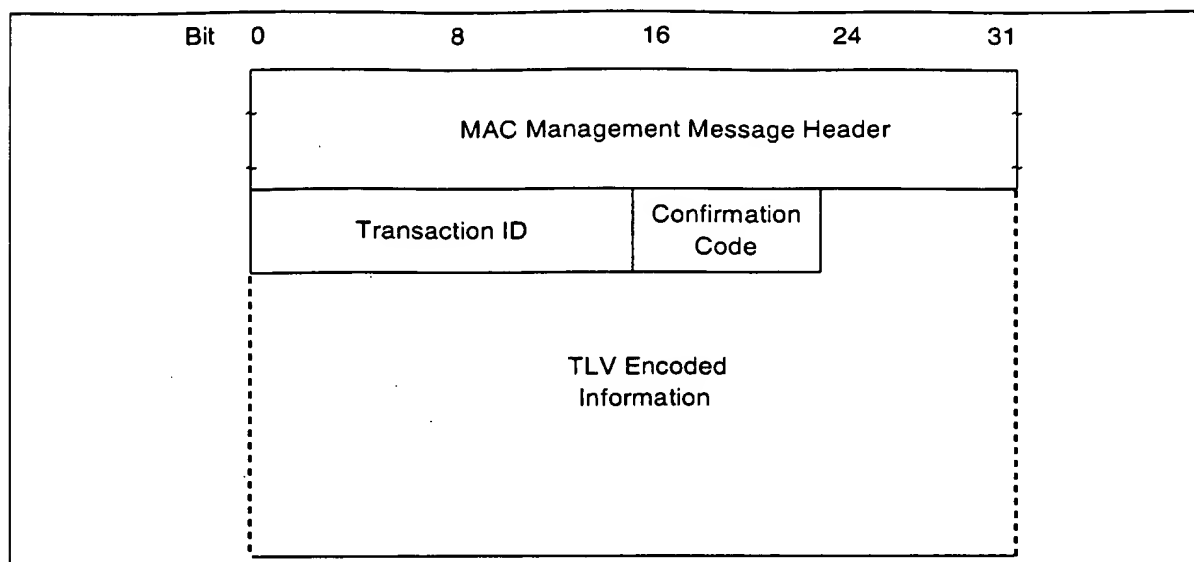 Bit 0 8 16 24 31
MAC Management Message Header
Transaction ID
Confirmation
Code
TLV Encoded
Information